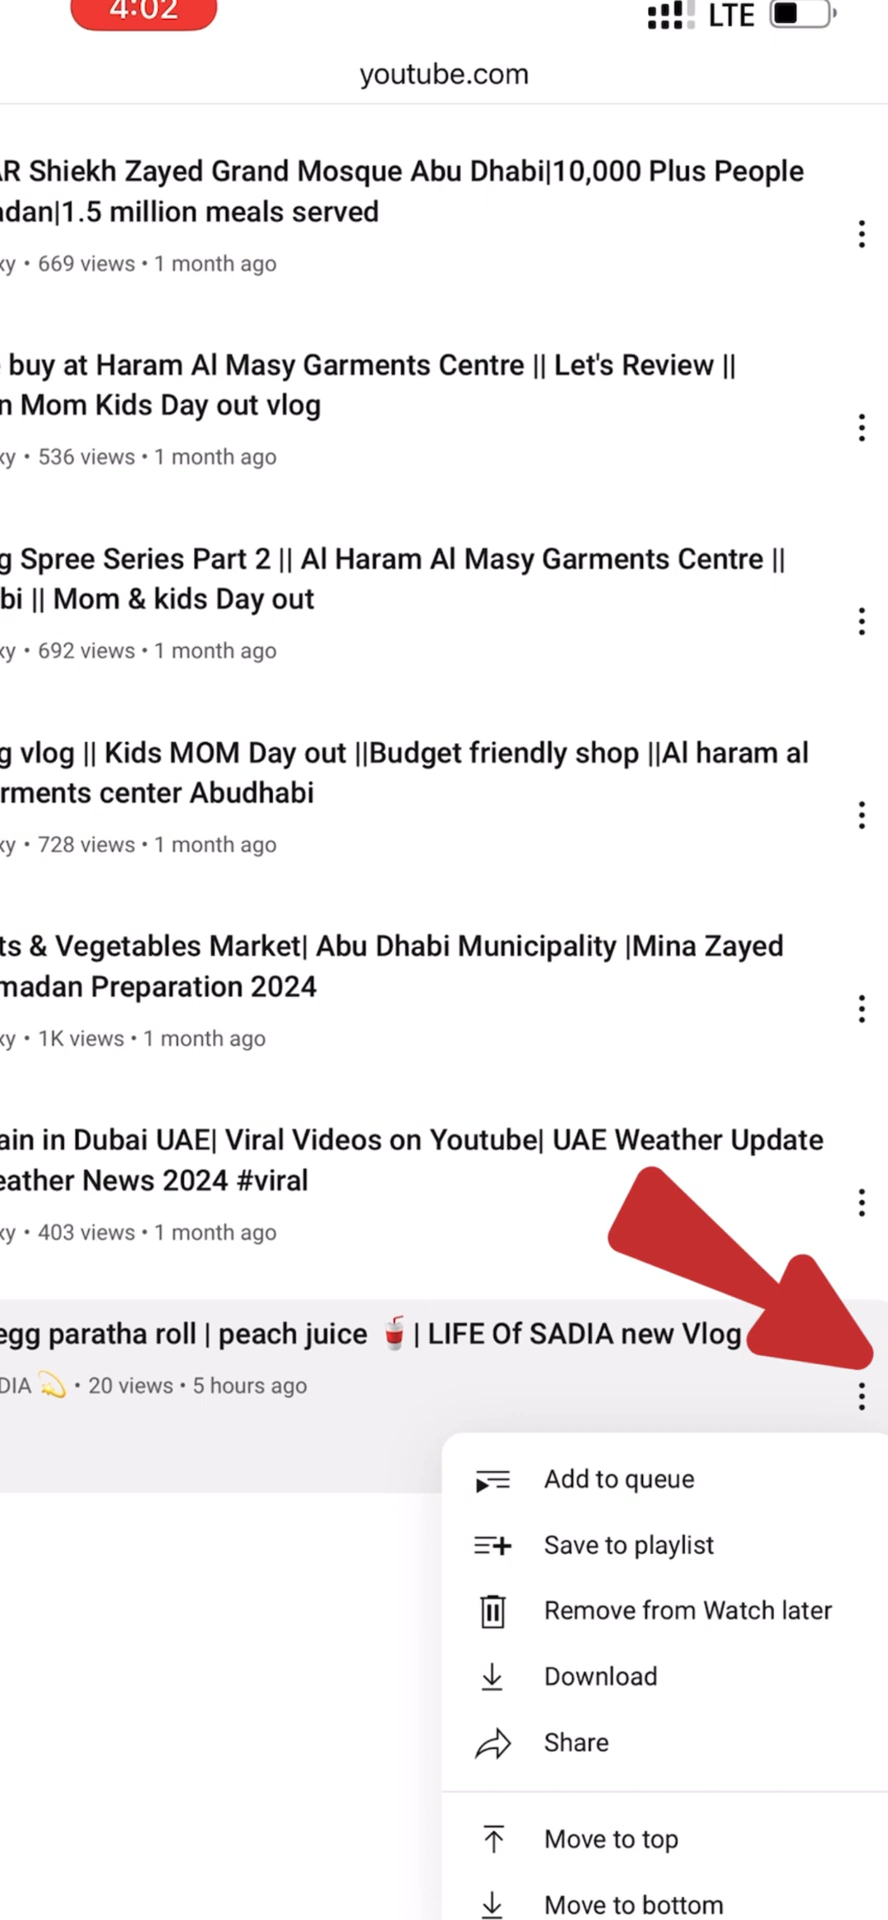 4:02
LTE
youtube.com
AR Shiekh Zayed Grand Mosque Abu Dhabi|10,000 Plus People
adan|1.5 million meals served
xy • 669 views • 1 month ago
buy at Haram Al Masy Garments Centre || Let's Review ||
n Mom Kids Day out vlog
xy • 536 views • 1 month ago
g Spree Series Part 2 || Al Haram Al Masy Garments Centre ||
bi || Mom & kids Day out
xy • 692 views • 1 month ago
g vlog || Kids MOM Day out ||Budget friendly shop ||Al haram al
rments center Abudhabi
xy • 728 views • 1 month ago
ts & Vegetables Market| Abu Dhabi Municipality |Mina Zayed
madan Preparation 2024
xy • 1K views • 1 month ago
ain in Dubai UAE| Viral Videos on Youtube| UAE Weather Update
eather News 2024 #viral
xy • 403 views • 1 month ago
egg paratha roll | peach juice 🥤 | LIFE Of SADIA new Vlog
DIA 💫 • 20 views • 5 hours ago
Add to queue
Save to playlist
Remove from Watch later
Download
Share
Move to top
Move to bottom